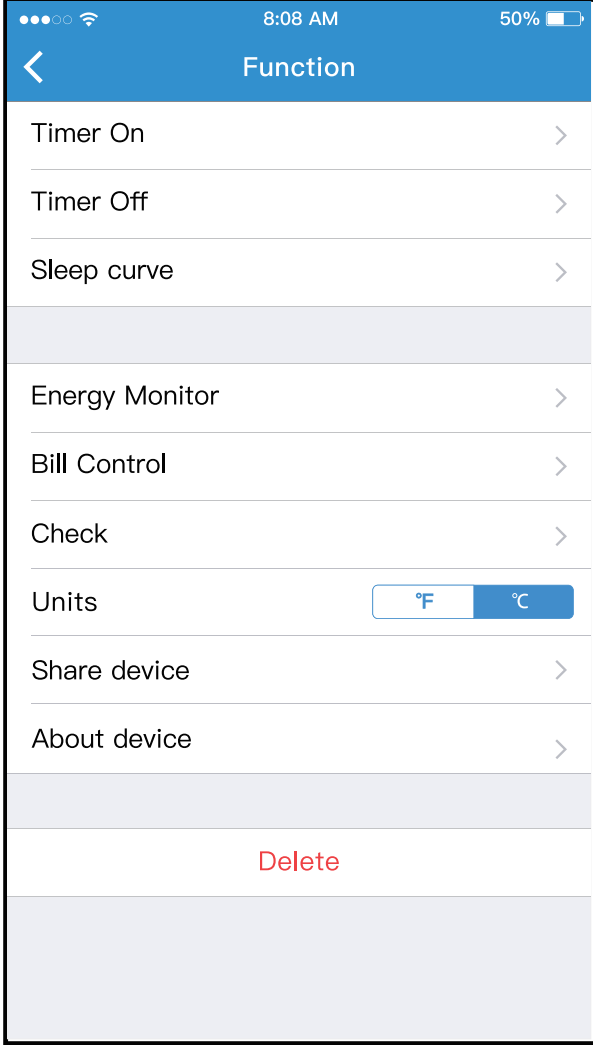 8:08 AM 50%
Function
Timer On
Timer Off
Sleep curve
Energy Monitor
Bill Control
Check
Units °F °C
Share device
About device
Delete